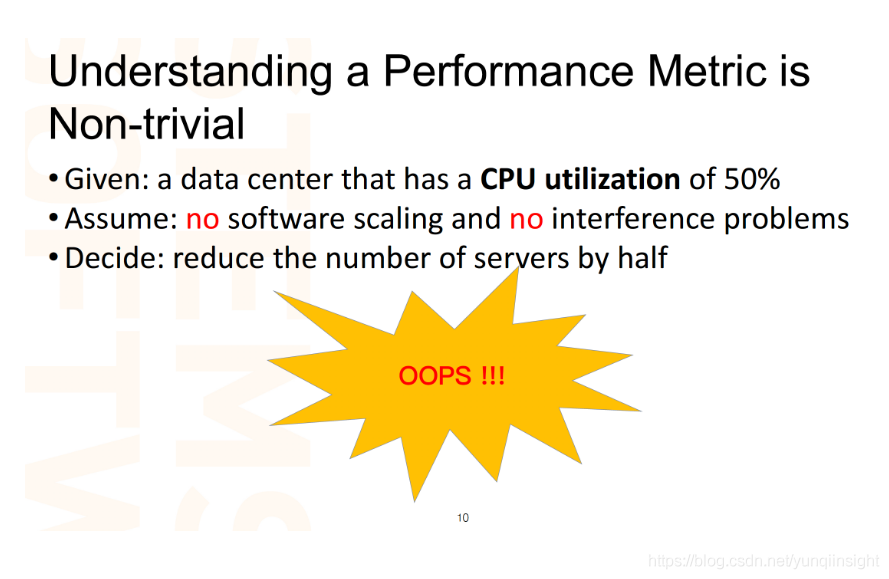 Understanding a Performance Metric is
Non-trivial
• Given: a data center that has a CPU utilization of 50%
• Assume: no software scaling and no interference problems
• Decide: reduce the number of servers by half
OOPS !!!
10
https://blog.csdn.net/yunqiinsight